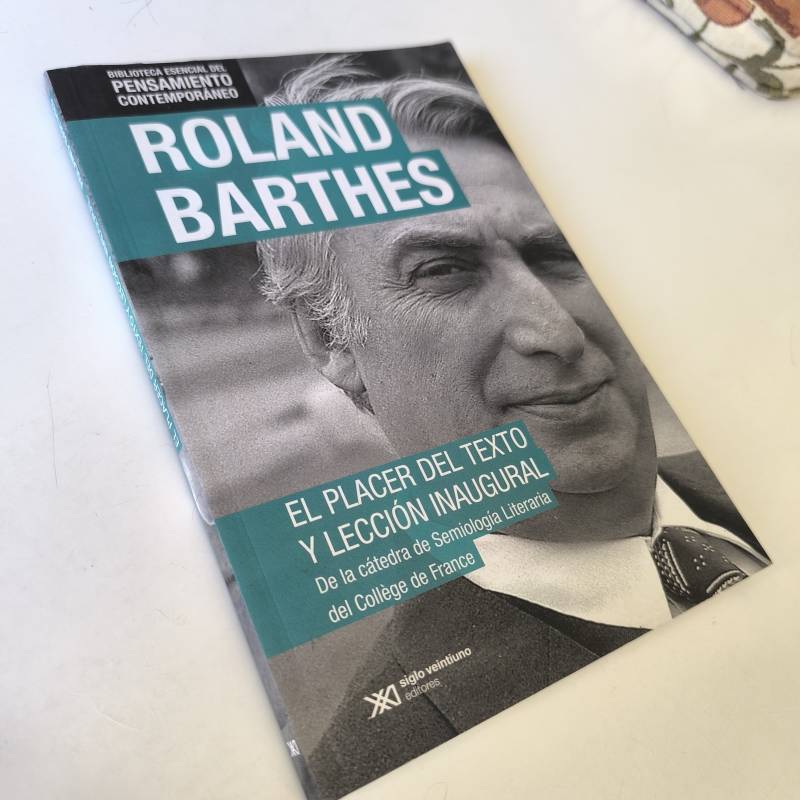 BIBLIOTECA ESENCIAL DEL
PENSAMIENTO
CONTEMPORÁNEO
ROLAND
BARTHES
EL PLACER DEL TEXTO
Y LECCIÓN INAUGURAL
De la cátedra de Semiología Literaria
del Collège de France
siglo veintiuno
editores